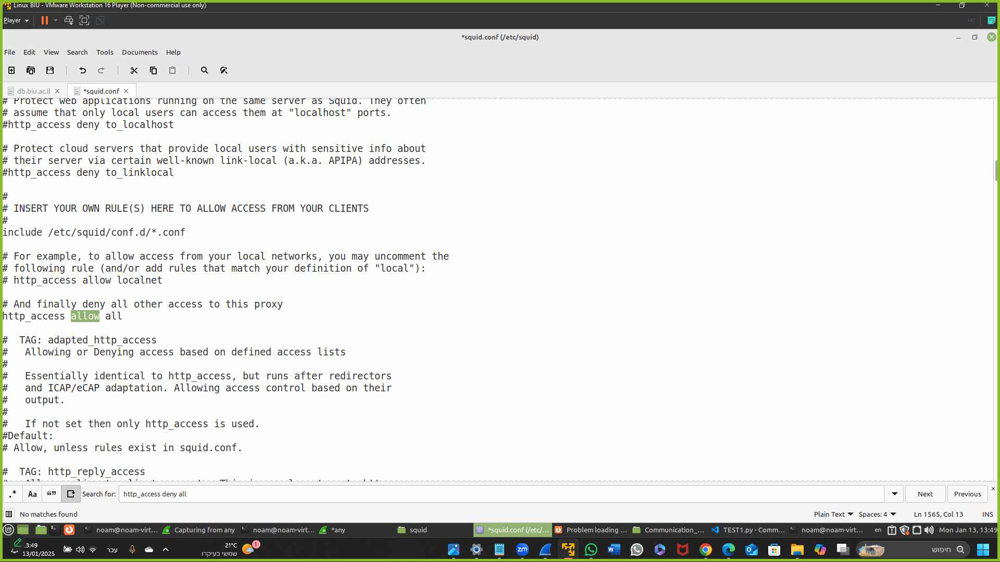 Linux BIU - VMware Workstation 16 Player (Non-commercial use only)
Player
*squid.conf (/etc/squid)
File Edit View Search Tools Documents Help
db.biu.ac.il
*squid.conf
# Protect web applications running on the same server as Squid. They often
# assume that only local users can access them at "localhost" ports.
#http_access deny to_localhost
# Protect cloud servers that provide local users with sensitive info about
# their server via certain well-known link-local (a.k.a. APIPA) addresses.
#http_access deny to_linklocal
#
# INSERT YOUR OWN RULE(S) HERE TO ALLOW ACCESS FROM YOUR CLIENTS
#
include /etc/squid/conf.d/*.conf
# For example, to allow access from your local networks, you may uncomment the
# following rule (and/or add rules that match your definition of "local"):
# http_access allow localnet
# And finally deny all other access to this proxy
http_access allow all
#  TAG: adapted_http_access
#   Allowing or Denying access based on defined access lists
#
#   Essentially identical to http_access, but runs after redirectors
#   and ICAP/eCAP adaptation. Allowing access control based on their
#   output.
#
#   If not set then only http_access is used.
#Default:
# Allow, unless rules exist in squid.conf.
#  TAG: http_reply_access
.* Aa “” Search for: http_access deny all Next Previous
No matches found Plain Text Spaces: 4 Ln 1565, Col 13 INS
noam@noam-virt... Capturing from any noam@noam-virt... *any squid *squid.conf (/etc/... Problem loading ... Communication_... TEST1.py - Comm... noam@noam-virt... en Mon Jan 13, 13:49
13:49
13/01/2025
עבר
21°C
שמשי בעיקרו
1
חיפוש